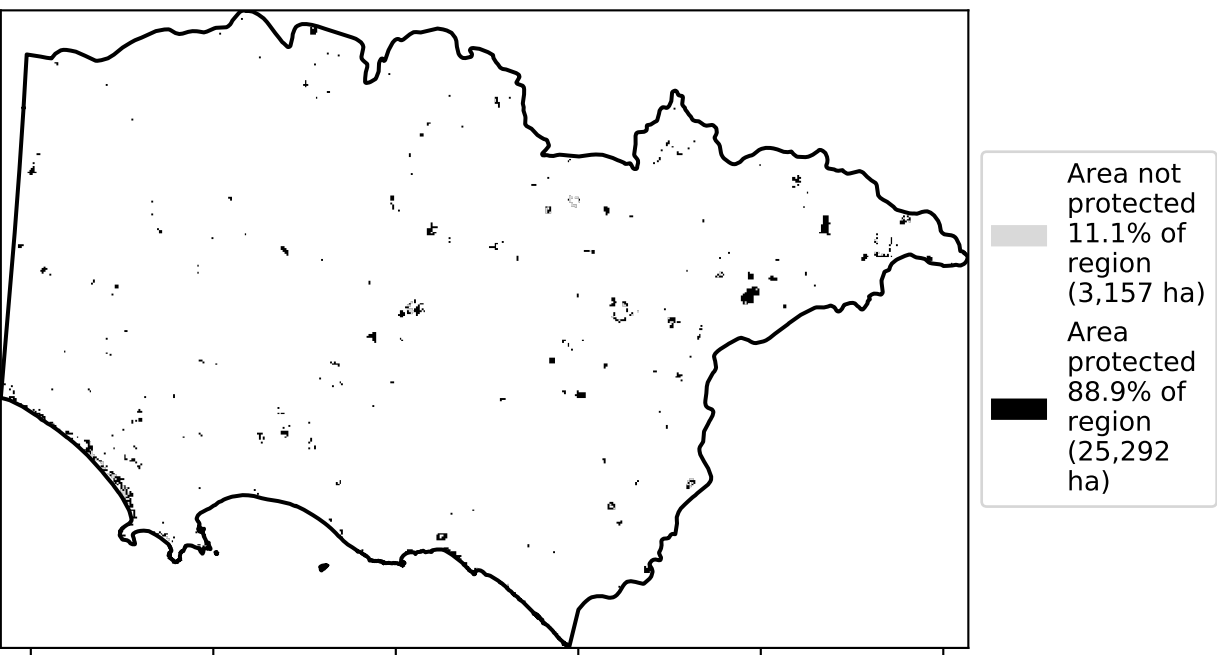 Area not
protected
11.1% of
region
(3,157 ha)
Area
protected
88.9% of
region
(25,292
ha)